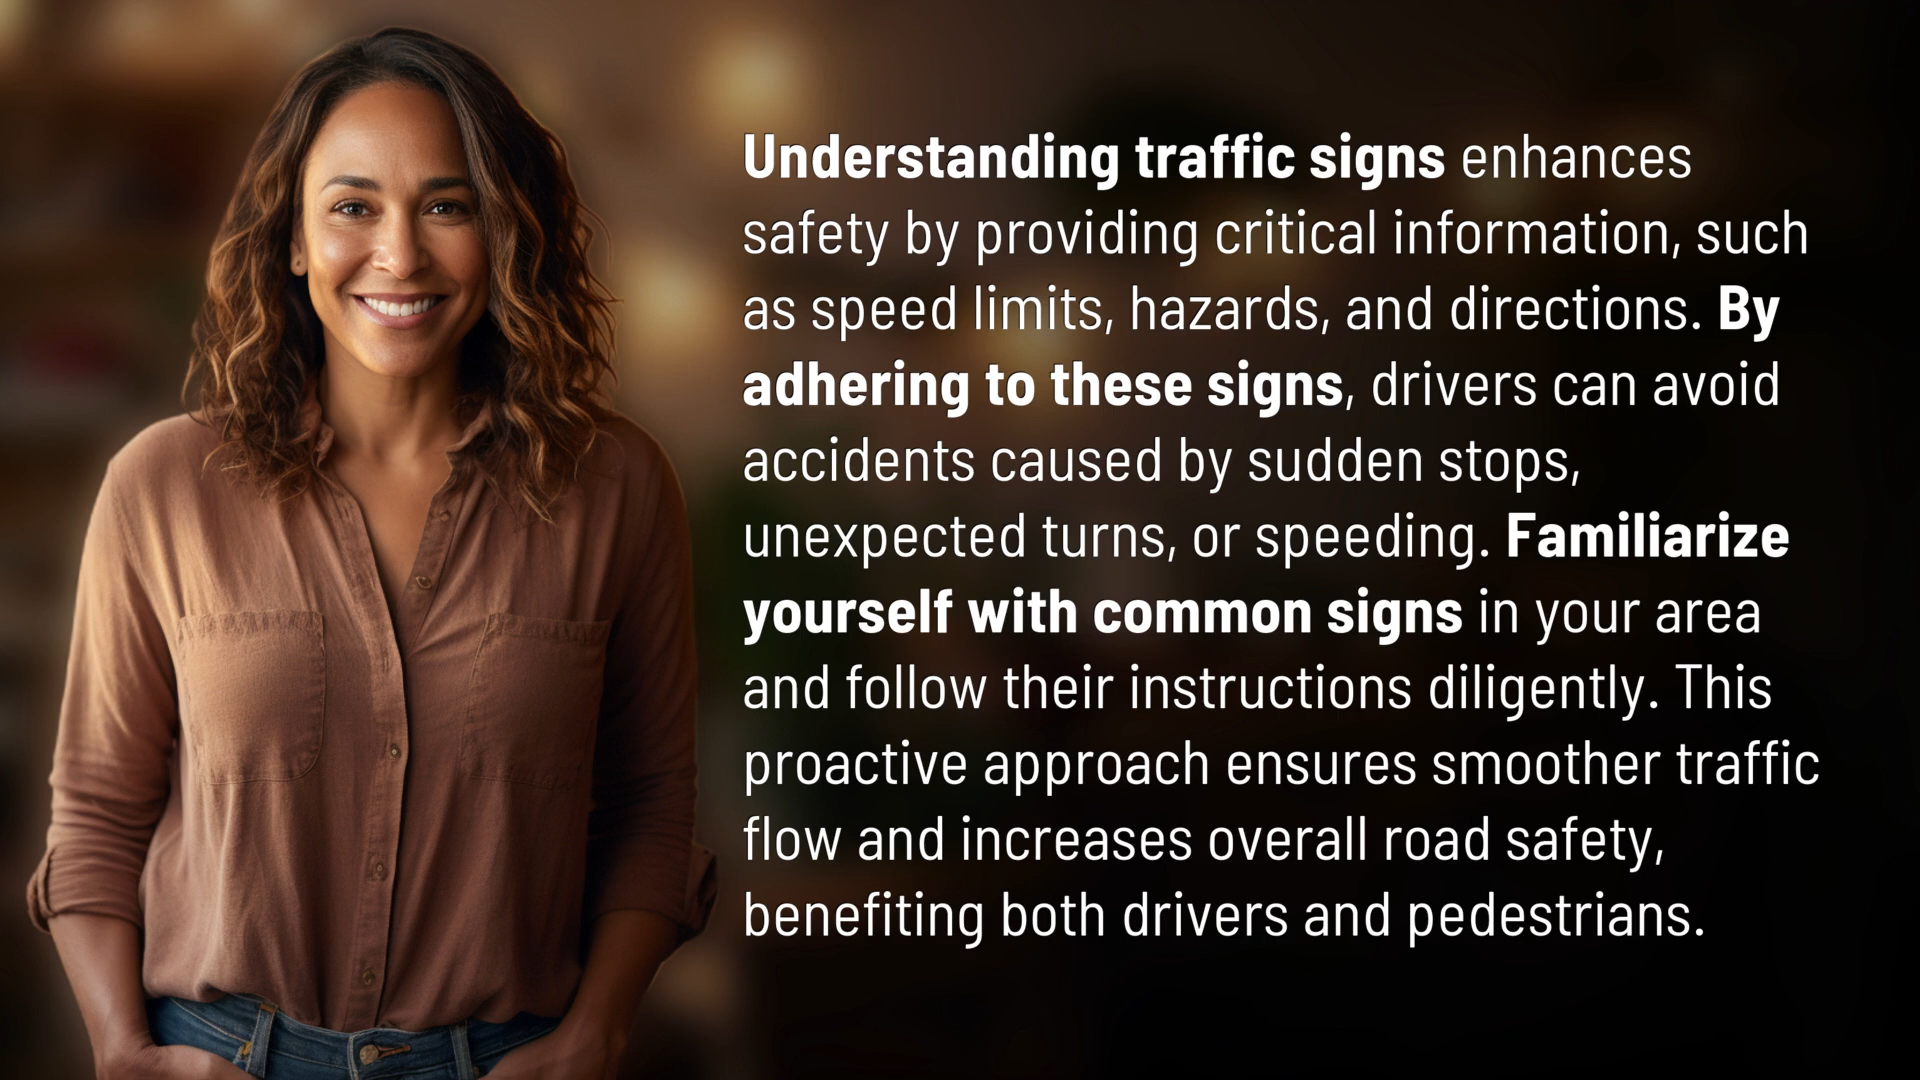 Understanding traffic signs enhances
safety by providing critical information, such
as speed limits, hazards, and directions. By
adhering to these signs, drivers can avoid
accidents caused by sudden stops,
unexpected turns, or speeding. Familiarize
yourself with common signs in your area
and follow their instructions diligently. This
proactive approach ensures smoother traffic
flow and increases overall road safety,
benefiting both drivers and pedestrians.